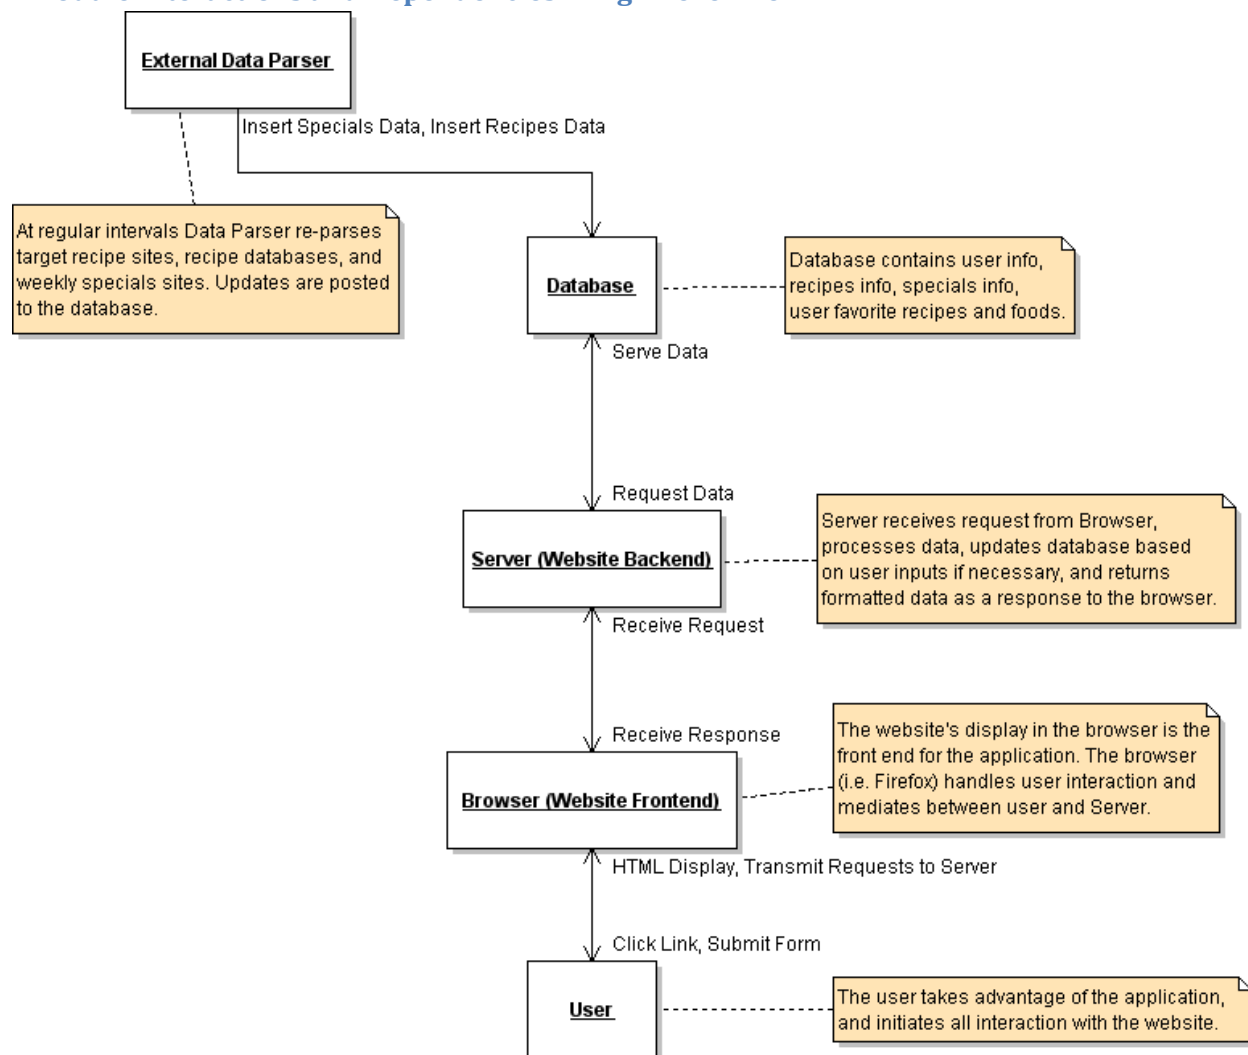 External Data Parser
Insert Specials Data, Insert Recipes Data
At regular intervals Data Parser re-parses
target recipe sites, recipe databases, and
weekly specials sites. Updates are posted
to the database.
Database
Database contains user info,
recipes info, specials info,
user favorite recipes and foods.
Serve Data
Request Data
Server (Website Backend)
Server receives request from Browser,
processes data, updates database based
on user inputs if necessary, and returns
formatted data as a response to the browser.
Receive Request
Receive Response
Browser (Website Frontend)
The website's display in the browser is the
front end for the application. The browser
(i.e. Firefox) handles user interaction and
mediates between user and Server.
HTML Display, Transmit Requests to Server
Click Link, Submit Form
User
The user takes advantage of the application,
and initiates all interaction with the website.